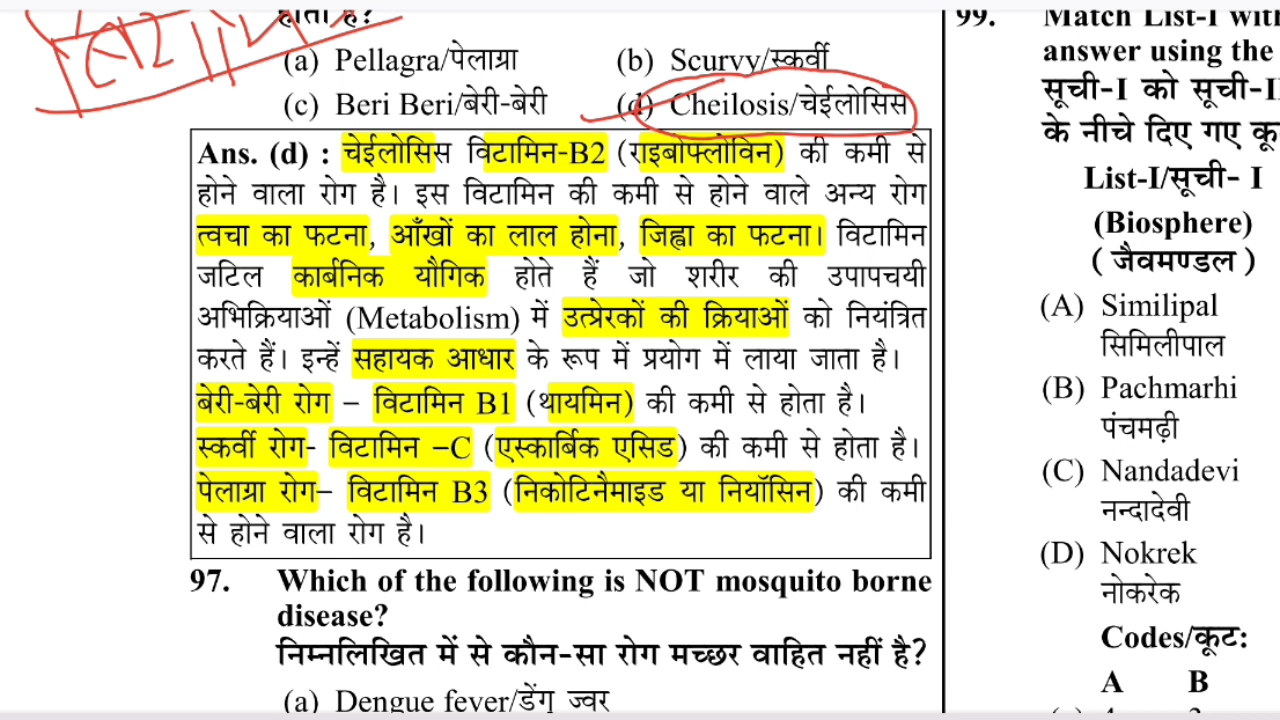 होता है?
(a) Pellagra/पेलाग्रा (b) Scurvy/स्कर्वी
(c) Beri Beri/बेरी-बेरी (d) Cheilosis/चेईलोसिस
Ans. (d) : चेईलोसिस विटामिन-B2 (राइबोफ्लोविन) की कमी से
होने वाला रोग है। इस विटामिन की कमी से होने वाले अन्य रोग
त्वचा का फटना, आँखों का लाल होना, जिह्वा का फटना। विटामिन
जटिल कार्बनिक यौगिक होते हैं जो शरीर की उपापचयी
अभिक्रियाओं (Metabolism) में उत्प्रेरकों की क्रियाओं को नियंत्रित
करते हैं। इन्हें सहायक आधार के रूप में प्रयोग में लाया जाता है।
बेरी-बेरी रोग – विटामिन B1 (थायमिन) की कमी से होता है।
स्कर्वी रोग- विटामिन –C (एस्कार्बिक एसिड) की कमी से होता है।
पेलाग्रा रोग– विटामिन B3 (निकोटिनैमाइड या नियॉसिन) की कमी
से होने वाला रोग है।
97. Which of the following is NOT mosquito borne
disease?
निम्नलिखित में से कौन-सा रोग मच्छर वाहित नहीं है?
(a) Dengue fever/डेंगू ज्वर
99. Match List-I with
answer using the
सूची-I को सूची-II
के नीचे दिए गए कू
List-I/सूची- I
(Biosphere)
( जैवमण्डल )
(A) Similipal
सिमिलीपाल
(B) Pachmarhi
पंचमढ़ी
(C) Nandadevi
नन्दादेवी
(D) Nokrek
नोकरेक
Codes/कूट:
A B